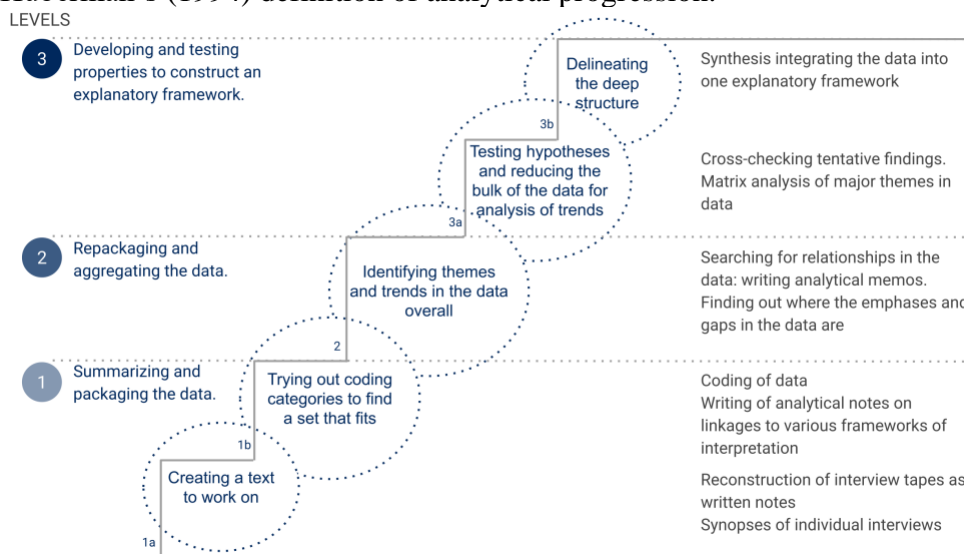 LEVELS
3
Developing and testing
properties to construct an
explanatory framework.
Delineating
the deep
structure
Synthesis integrating the data into
one explanatory framework
3b
Testing hypotheses
and reducing the
bulk of the data for
analysis of trends
Cross-checking tentative findings.
Matrix analysis of major themes in
data
3a
2
Repackaging and
aggregating the data.
Identifying themes
and trends in the data
overall
Searching for relationships in the
data: writing analytical memos.
Finding out where the emphases and
gaps in the data are
2
1
Summarizing and
packaging the data.
Trying out coding
categories to find
a set that fits
Coding of data
Writing of analytical notes on
linkages to various frameworks of
interpretation
1b
Creating a text
to work on
Reconstruction of interview tapes as
written notes
Synopses of individual interviews
1a